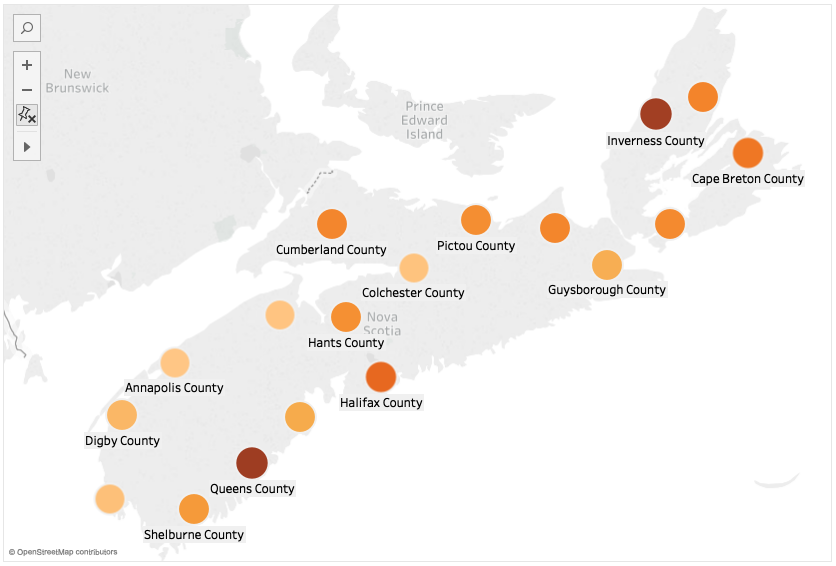 New
Brunswick
Prince
Edward
Island
Inverness County
Cape Breton County
Cumberland County
Pictou County
Colchester County
Guysborough County
Nova
Scotia
Hants County
Annapolis County
Halifax County
Digby County
Queens County
Shelburne County
© OpenStreetMap contributors